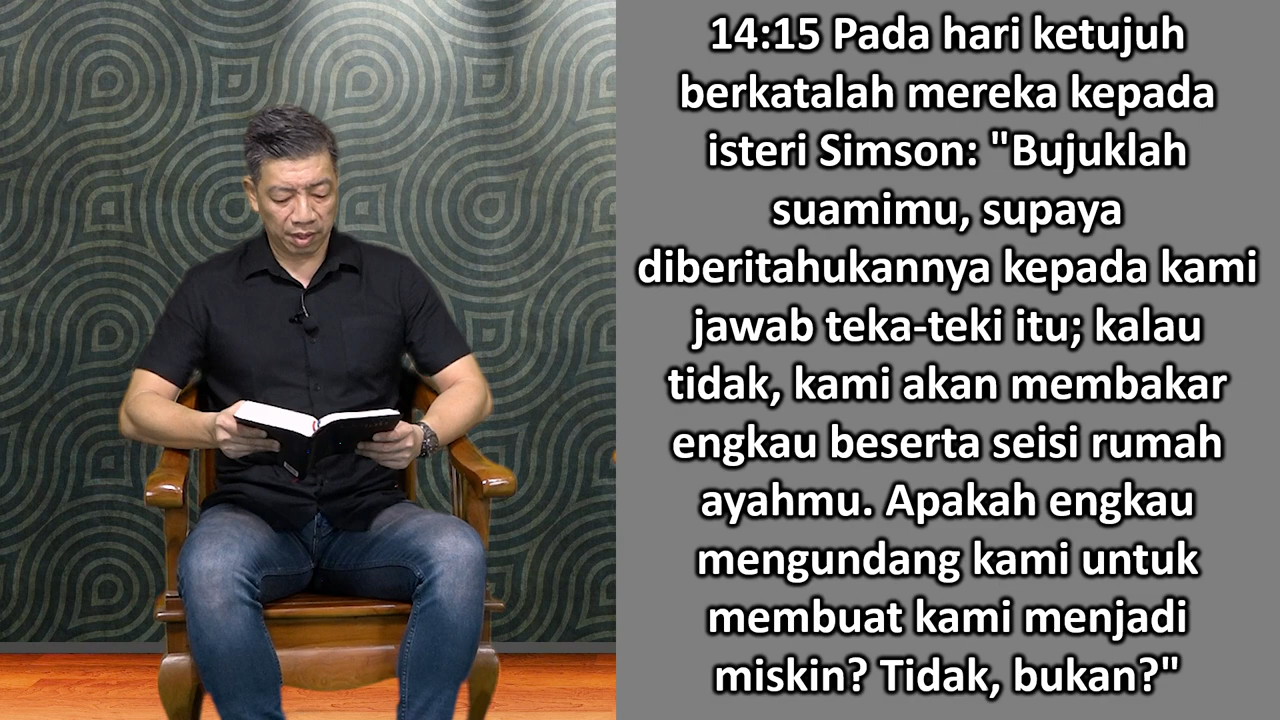 14:15 Pada hari ketujuh
berkatalah mereka kepada
isteri Simson: "Bujuklah
suamimu, supaya
diberitahukannya kepada kami
jawab teka-teki itu; kalau
tidak, kami akan membakar
engkau beserta seisi rumah
ayahmu. Apakah engkau
mengundang kami untuk
membuat kami menjadi
miskin? Tidak, bukan?"